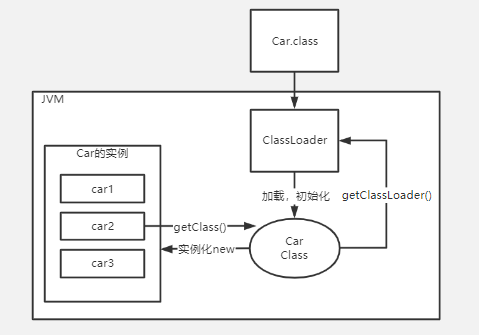 Car.class
JVM
ClassLoader
Car的实例
car1
car2
car3
加载，初始化
getClassLoader()
getClass()
实例化new
Car
Class